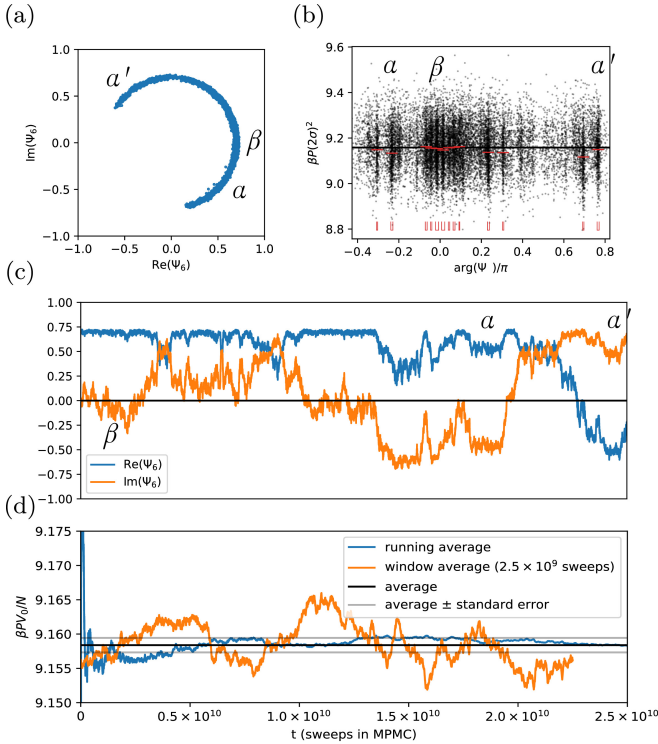 (a)
1.0
0.5
0.0
−0.5
−1.0
Im(Ψ₆)
α′
β
α
−1.0 −0.5 0.0 0.5 1.0
Re(Ψ₆)
(b)
9.6
9.4
9.2
9.0
8.8
βP(2σ)²
α
β
α′
−0.4 −0.2 0.0 0.2 0.4 0.6 0.8
arg(Ψ )/π
(c)
1.00
0.75
0.50
0.25
0.00
−0.25
−0.50
−0.75
−1.00
α
α′
β
Re(Ψ₆)
Im(Ψ₆)
(d)
9.175
9.170
9.165
9.160
9.155
9.150
βPV₀/N
running average
window average (2.5 × 10⁹ sweeps)
average
average ± standard error
0 0.5×10¹⁰ 1.0×10¹⁰ 1.5×10¹⁰ 2.0×10¹⁰ 2.5×10¹⁰
t (sweeps in MPMC)